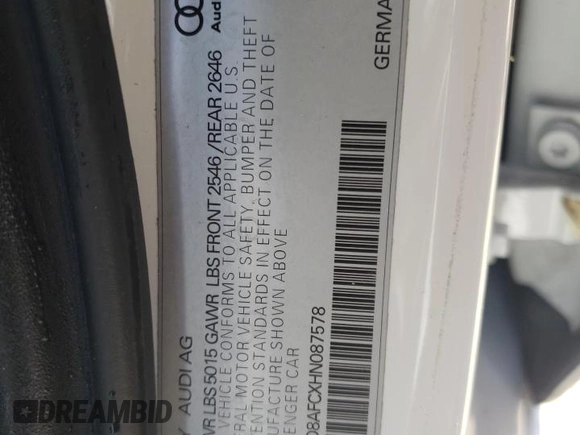 Y AUDI AG
WR LBS 5015 GAWR LBS FRONT 2546/REAR 2646
VEHICLE CONFORMS TO ALL APPLICABLE U.S.
RAL MOTOR VEHICLE SAFETY, BUMPER AND THEFT
ENTION STANDARDS IN EFFECT ON THE DATE OF
UFACTURE SHOWN ABOVE
ENGER CAR
08AFCXHN087578
GERMA
Aud
DREAMBID